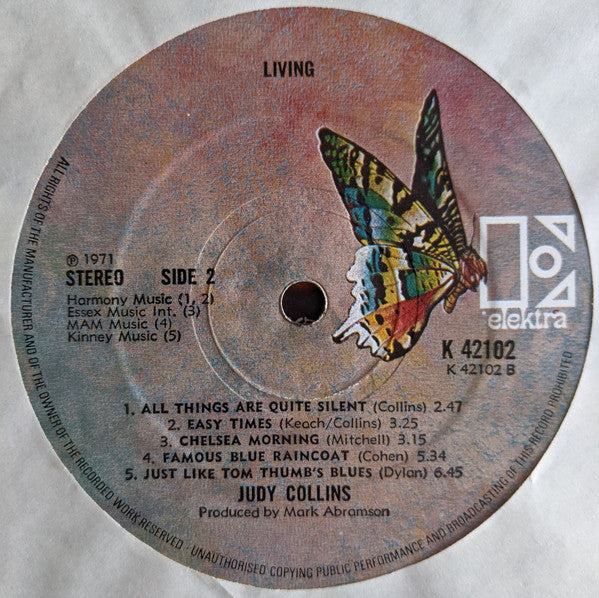 LIVING
elektra
℗ 1971
STEREO SIDE 2
Harmony Music (1, 2)
Essex Music Int. (3)
MAM Music (4)
Kinney Music (5)
K 42102
K 42102 B
1. ALL THINGS ARE QUITE SILENT (Collins) 2.47
2. EASY TIMES (Keach/Collins) 3.25
3. CHELSEA MORNING (Mitchell) 3.15
4. FAMOUS BLUE RAINCOAT (Cohen) 5.34
5. JUST LIKE TOM THUMB'S BLUES (Dylan) 6.45
JUDY COLLINS
Produced by Mark Abramson
ALL RIGHTS OF THE MANUFACTURER AND OF THE OWNER OF THE RECORDED WORK RESERVED · UNAUTHORISED COPYING PUBLIC PERFORMANCE AND BROADCASTING OF THIS RECORD PROHIBITED